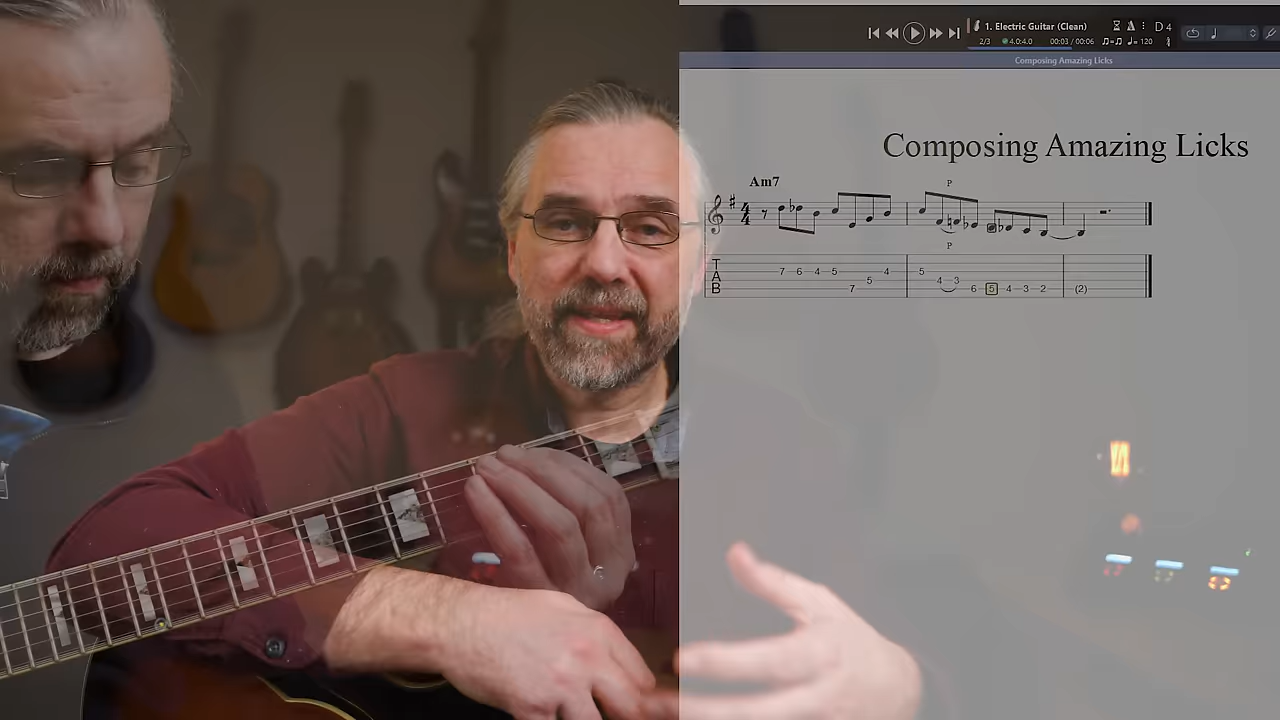 1. Electric Guitar (Clean)
D 4
2/3 4.0:4.0 00:03 / 00:06 = 120
Composing Amazing Licks
Composing Amazing Licks
Am7
P
4
4
P
T
A
B
7 6 4 5 7 5 4 5 4 3 6 5 4 3 2 (2)